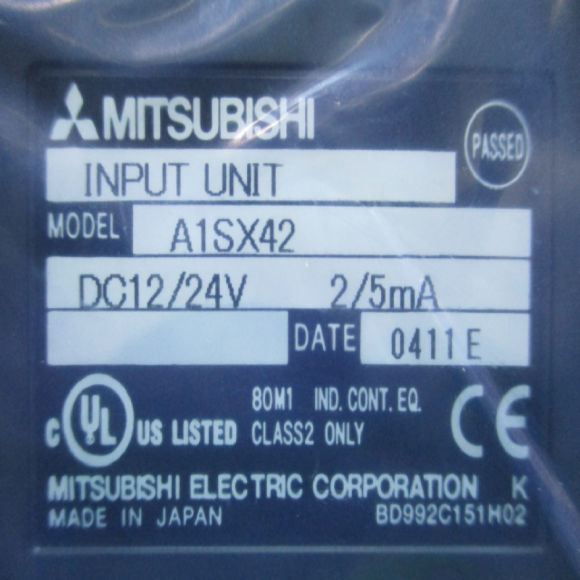 MITSUBISHI
PASSED
INPUT UNIT
MODEL A1SX42
DC12/24V 2/5mA
DATE 0411E
C UL US LISTED
80M1 IND. CONT. EQ.
CLASS2 ONLY
CE
MITSUBISHI ELECTRIC CORPORATION K
MADE IN JAPAN BD992C151H02